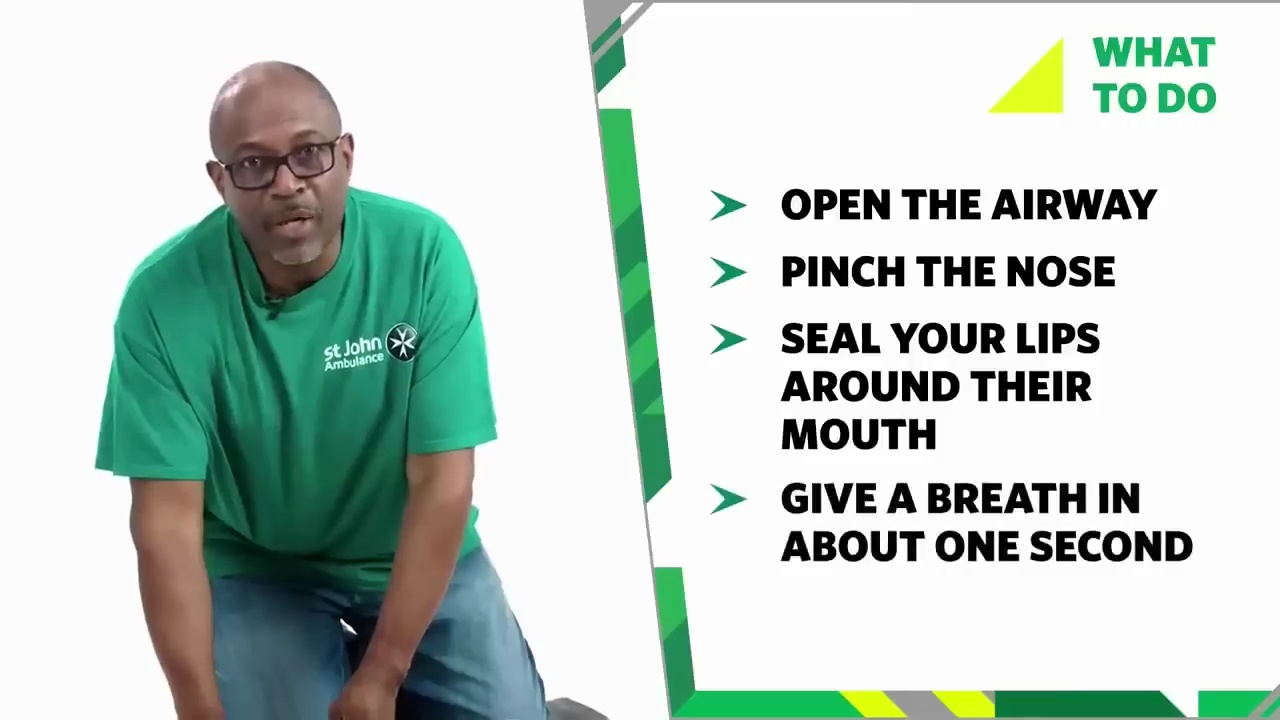 WHAT
TO DO
OPEN THE AIRWAY
PINCH THE NOSE
SEAL YOUR LIPS
AROUND THEIR
MOUTH
GIVE A BREATH IN
ABOUT ONE SECOND
St John
Ambulance